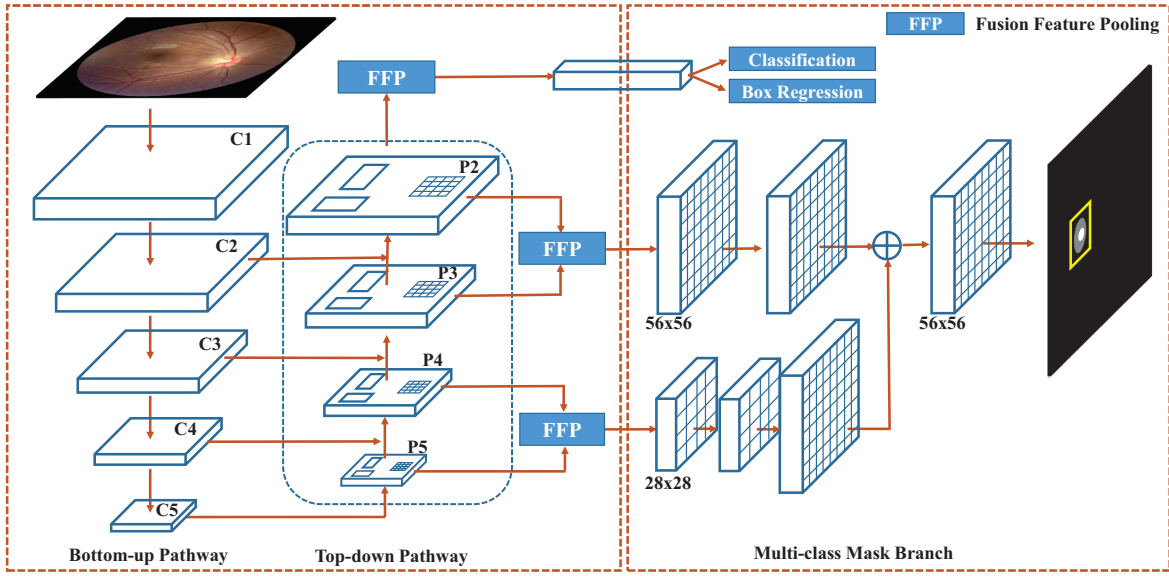 FFP
Fusion Feature Pooling
C1
C2
C3
C4
C5
Bottom-up Pathway
FFP
P2
P3
P4
P5
Top-down Pathway
FFP
FFP
Classification
Box Regression
56x56
56x56
28x28
Multi-class Mask Branch